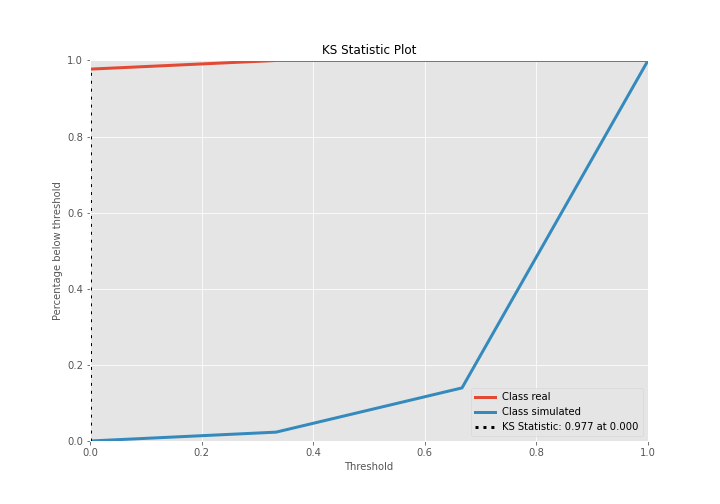 KS Statistic Plot
1.0
0.8
0.6
0.4
0.2
0.0
Percentage below threshold
0.0 0.2 0.4 0.6 0.8 1.0
Threshold
Class real
Class simulated
KS Statistic: 0.977 at 0.000